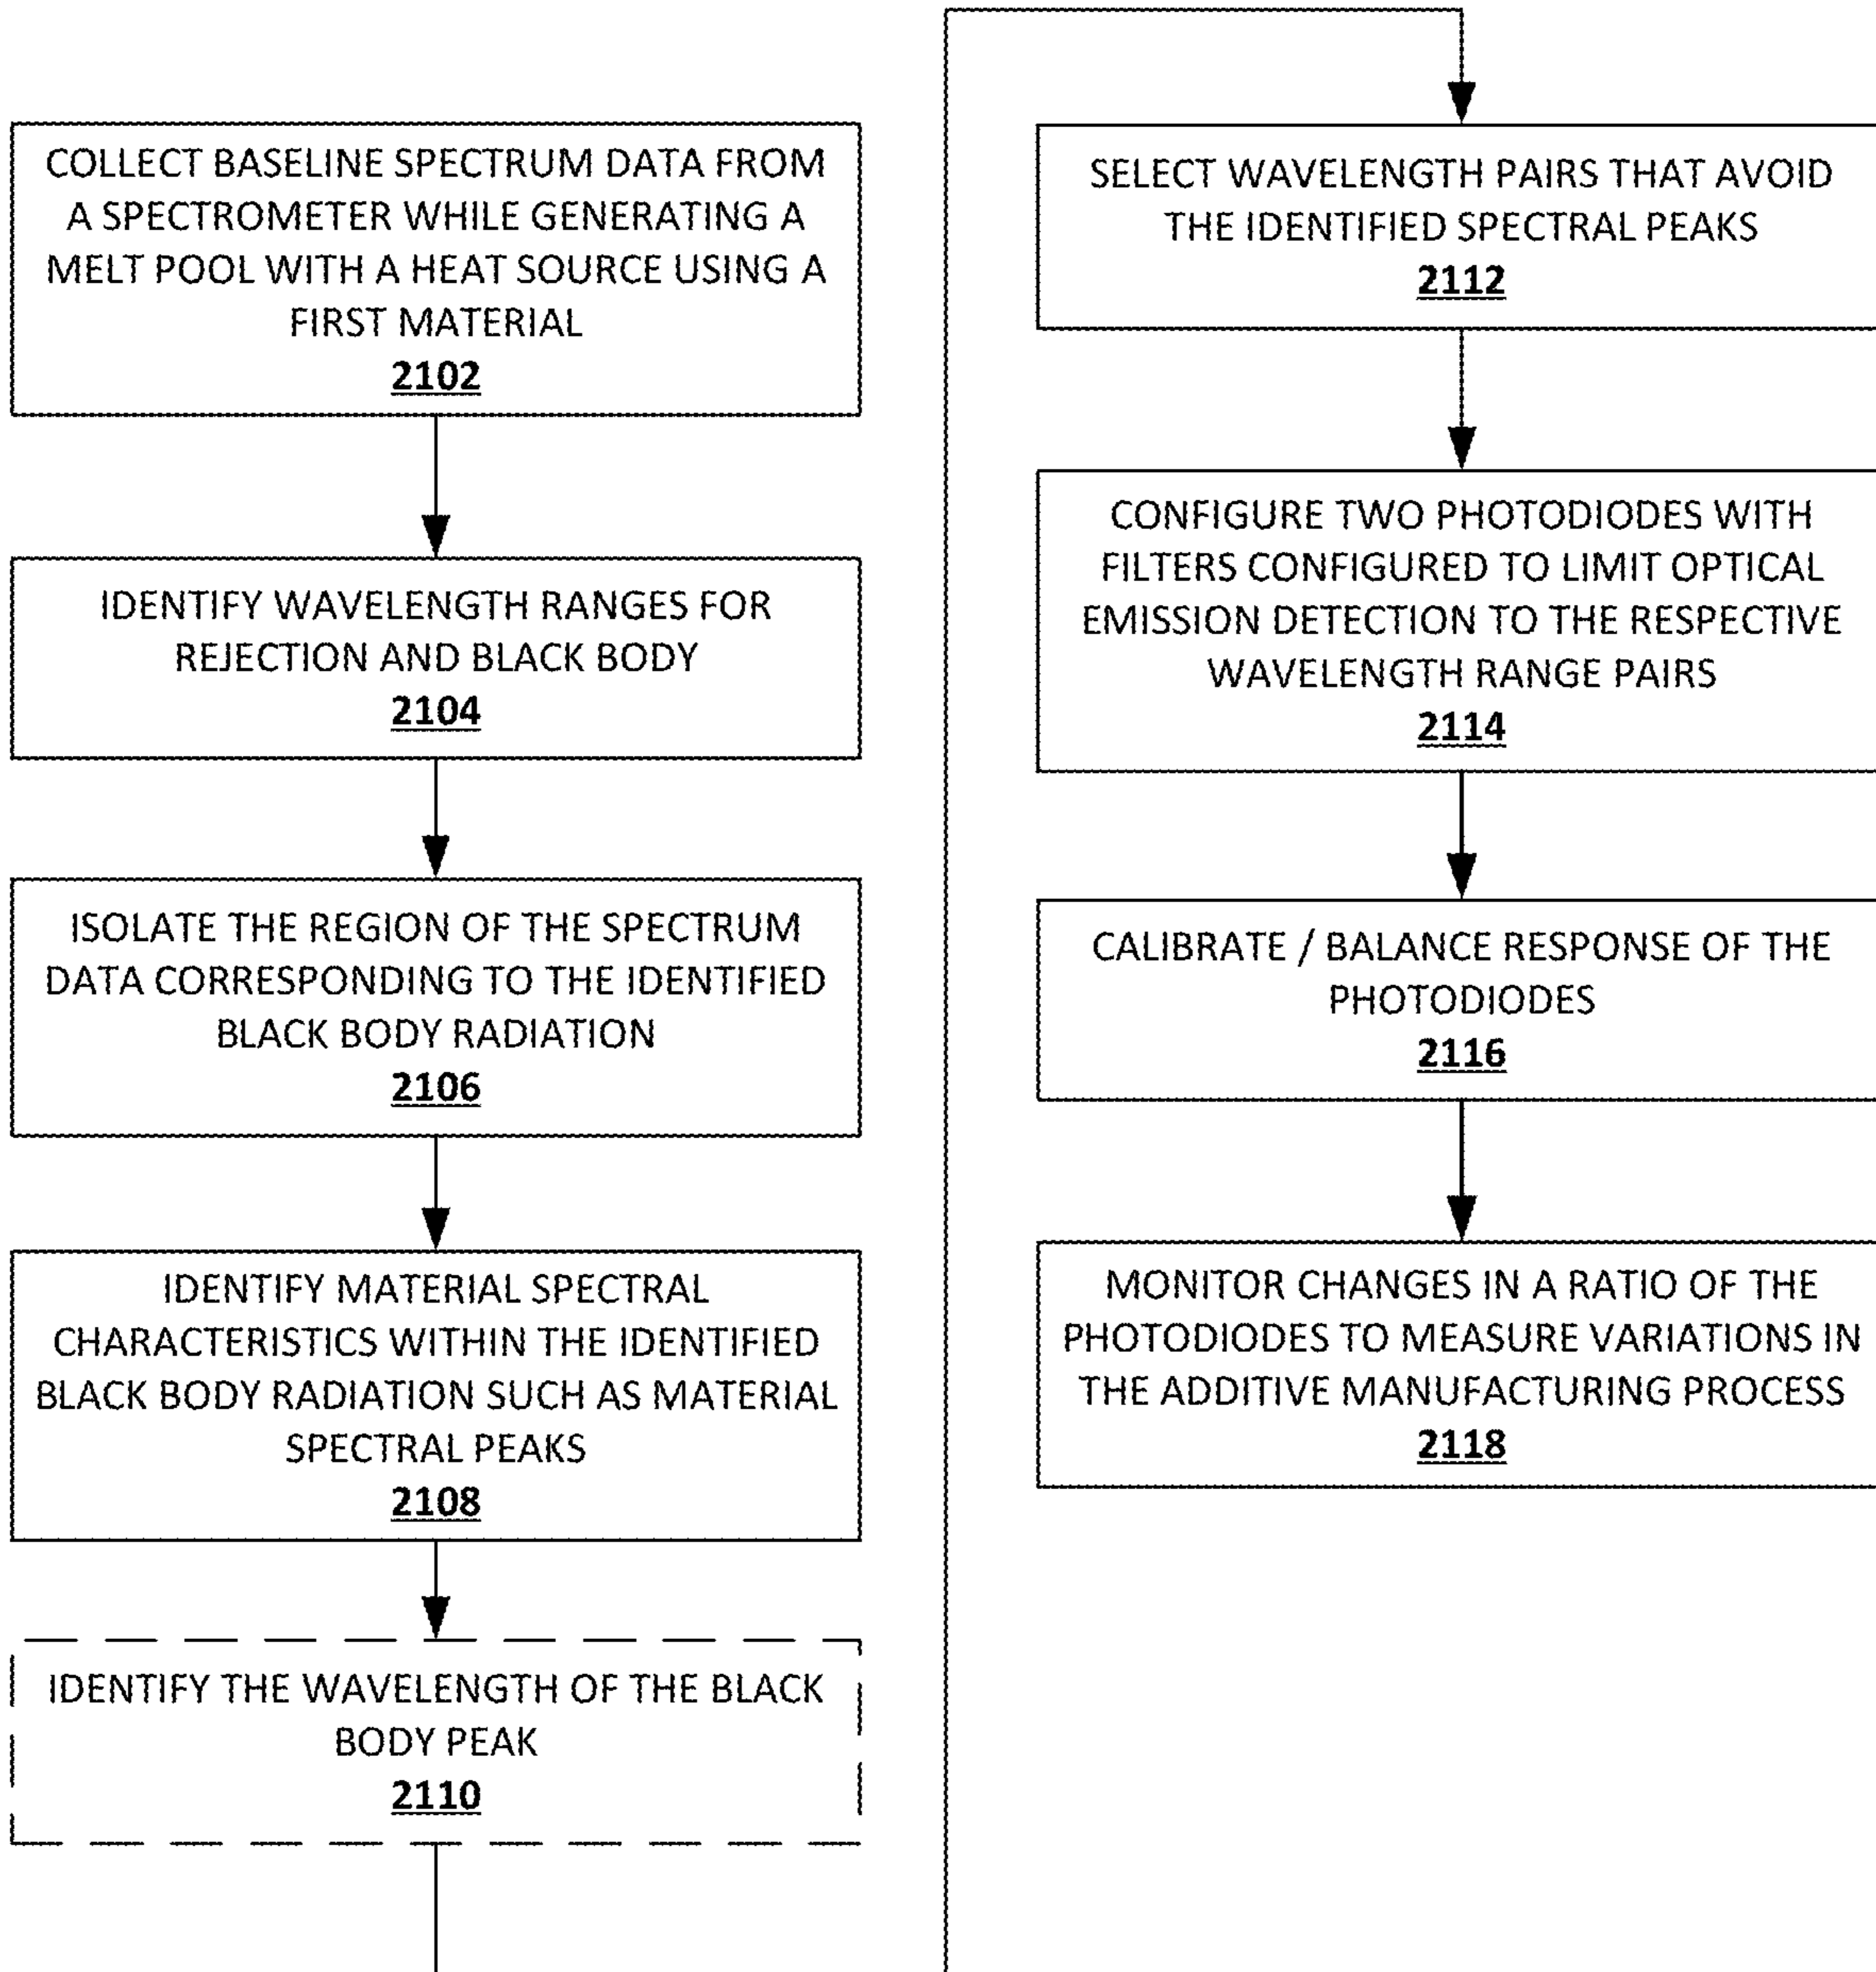 COLLECT BASELINE SPECTRUM DATA FROM
A SPECTROMETER WHILE GENERATING A
MELT POOL WITH A HEAT SOURCE USING A
FIRST MATERIAL
2102
IDENTIFY WAVELENGTH RANGES FOR
REJECTION AND BLACK BODY
2104
ISOLATE THE REGION OF THE SPECTRUM
DATA CORRESPONDING TO THE IDENTIFIED
BLACK BODY RADIATION
2106
IDENTIFY MATERIAL SPECTRAL
CHARACTERISTICS WITHIN THE IDENTIFIED
BLACK BODY RADIATION SUCH AS MATERIAL
SPECTRAL PEAKS
2108
IDENTIFY THE WAVELENGTH OF THE BLACK
BODY PEAK
2110
SELECT WAVELENGTH PAIRS THAT AVOID
THE IDENTIFIED SPECTRAL PEAKS
2112
CONFIGURE TWO PHOTODIODES WITH
FILTERS CONFIGURED TO LIMIT OPTICAL
EMISSION DETECTION TO THE RESPECTIVE
WAVELENGTH RANGE PAIRS
2114
CALIBRATE / BALANCE RESPONSE OF THE
PHOTODIODES
2116
MONITOR CHANGES IN A RATIO OF THE
PHOTODIODES TO MEASURE VARIATIONS IN
THE ADDITIVE MANUFACTURING PROCESS
2118